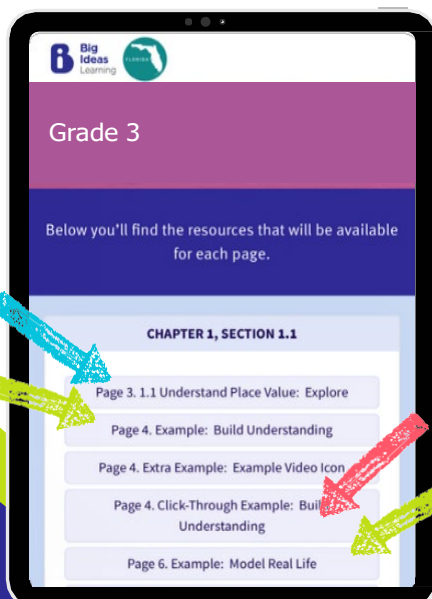 Big
Ideas
Learning
FLORIDA
Grade 3
Below you'll find the resources that will be available
for each page.
CHAPTER 1, SECTION 1.1
Page 3. 1.1 Understand Place Value: Explore
Page 4. Example: Build Understanding
Page 4. Extra Example: Example Video Icon
Page 4. Click-Through Example: Build
Understanding
Page 6. Example: Model Real Life